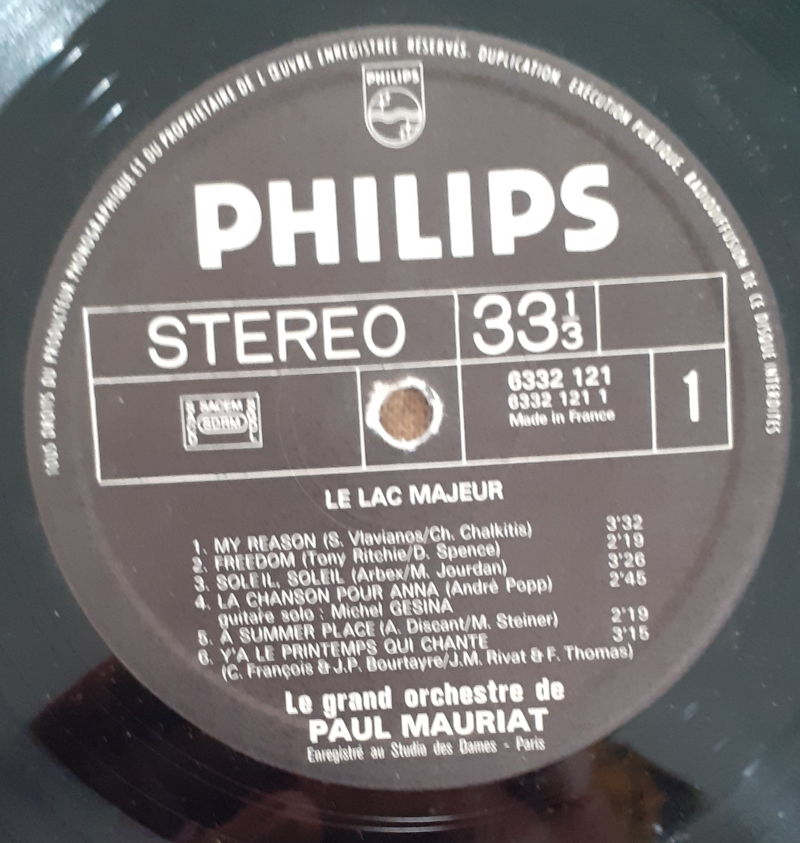 TOUS DROITS DU PRODUCTEUR PHONOGRAPHIQUE ET DU PROPRIETAIRE DE L'ŒUVRE ENREGISTREE RÉSERVÉS. DUPLICATION, EXÉCUTION PUBLIQUE, RADIODIFFUSION DE CE DISQUE INTERDITES
PHILIPS
PHILIPS
STEREO 33 1/3
SACEM
SDRM
6332 121
6332 121 1
Made in France
1
LE LAC MAJEUR
1. MY REASON (S. Vlavianos/Ch. Chalkitis) 3'32
2. FREEDOM (Tony Ritchie/D. Spence) 2'19
3. SOLEIL, SOLEIL (Arbex/M. Jourdan) 3'26
4. LA CHANSON POUR ANNA (André Popp) 2'45
guitare solo : Michel GESINA
5. A SUMMER PLACE (A. Discant/M. Steiner) 2'19
6. Y'A LE PRINTEMPS QUI CHANTE 3'15
(C. François & J.P. Bourtayre/J.M. Rivat & F. Thomas)
Le grand orchestre de
PAUL MAURIAT
Enregistré au Studio des Dames - Paris